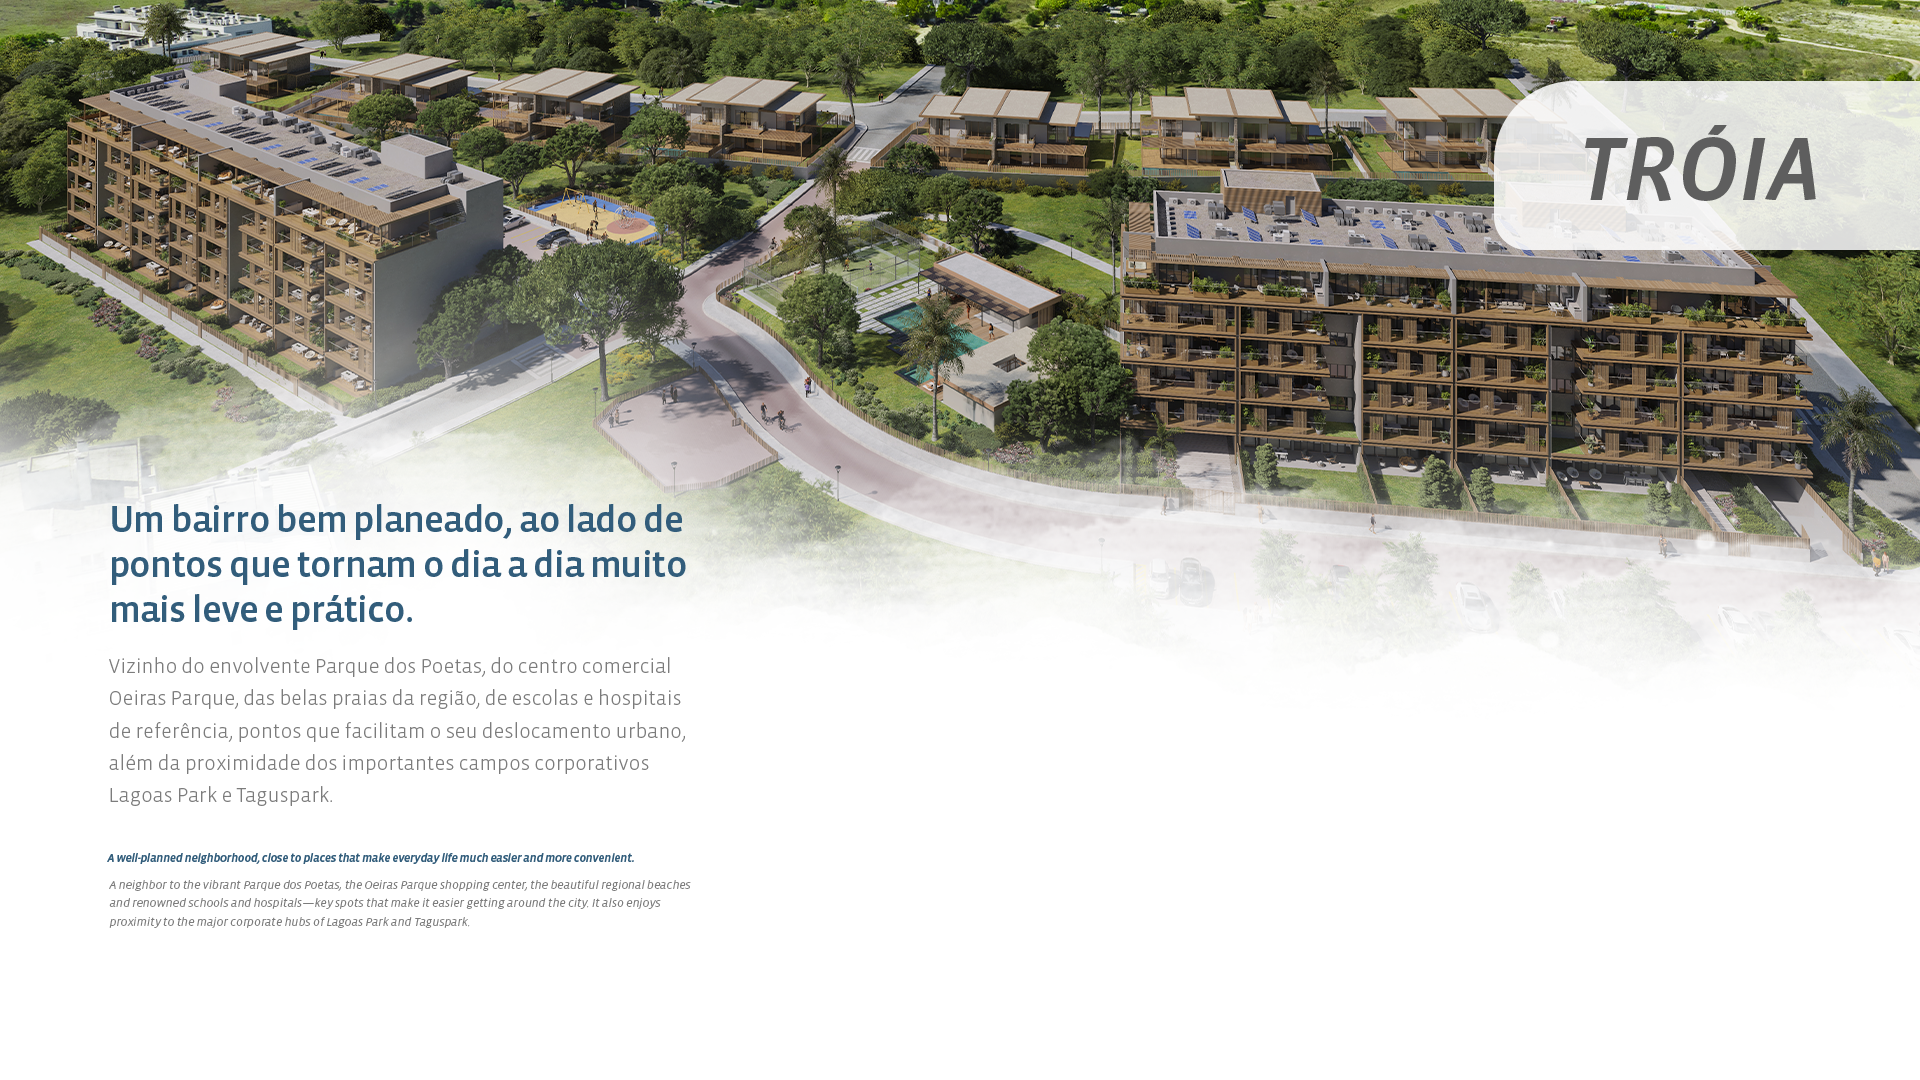 TRÓIA
Um bairro bem planeado, ao lado de
pontos que tornam o dia a dia muito
mais leve e prático.
Vizinho do envolvente Parque dos Poetas, do centro comercial
Oeiras Parque, das belas praias da região, de escolas e hospitais
de referência, pontos que facilitam o seu deslocamento urbano,
além da proximidade dos importantes campos corporativos
Lagoas Park e Taguspark.
A well-planned neighborhood, close to places that make everyday life much easier and more convenient.
A neighbor to the vibrant Parque dos Poetas, the Oeiras Parque shopping center, the beautiful regional beaches
and renowned schools and hospitals—key spots that make it easier getting around the city. It also enjoys
proximity to the major corporate hubs of Lagoas Park and Taguspark.